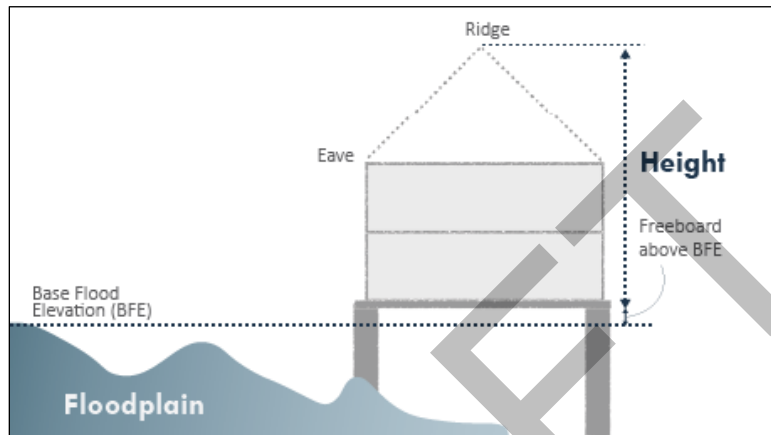 Ridge
Eave
Height
Freeboard
above BFE
Base Flood
Elevation (BFE)
Floodplain